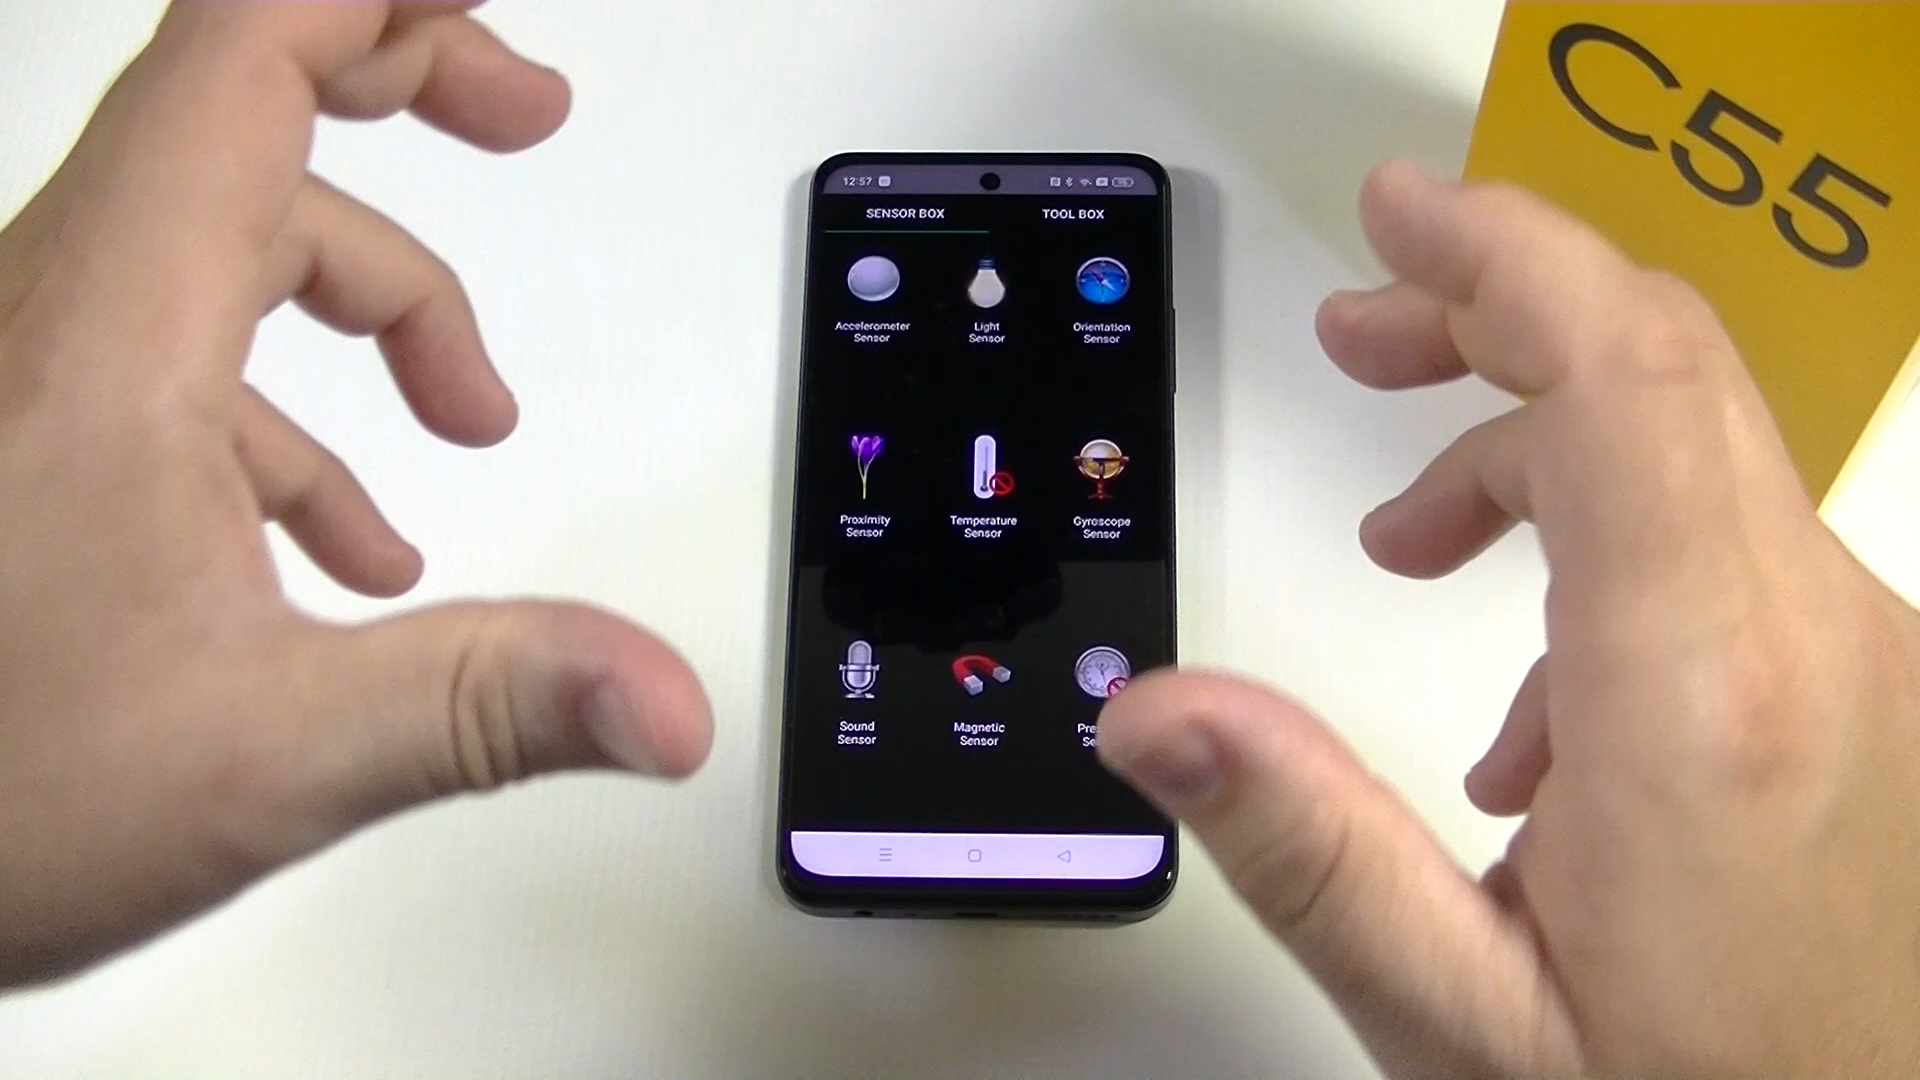 C55
12:57
SENSOR BOX
TOOL BOX
Accelerometer
Sensor
Light
Sensor
Orientation
Sensor
Proximity
Sensor
Temperature
Sensor
Gyroscope
Sensor
Sound
Sensor
Magnetic
Sensor